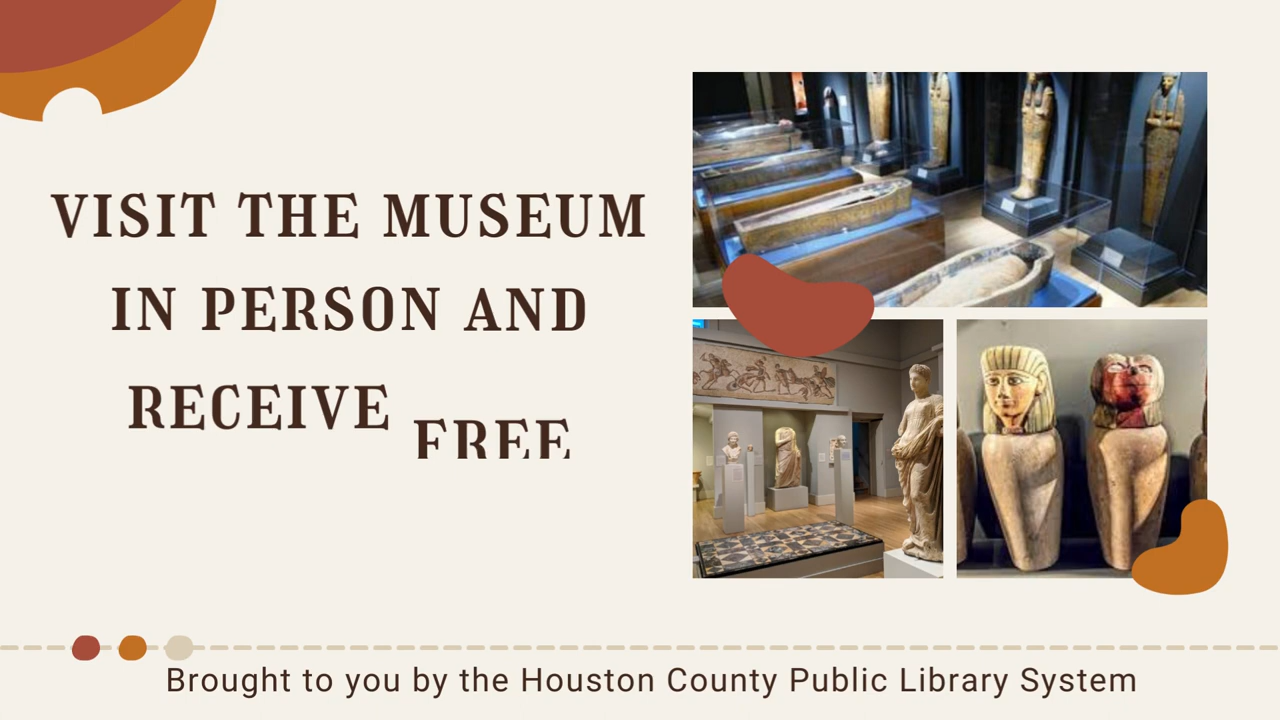 VISIT THE MUSEUM
IN PERSON AND
RECEIVE FREE
Brought to you by the Houston County Public Library System